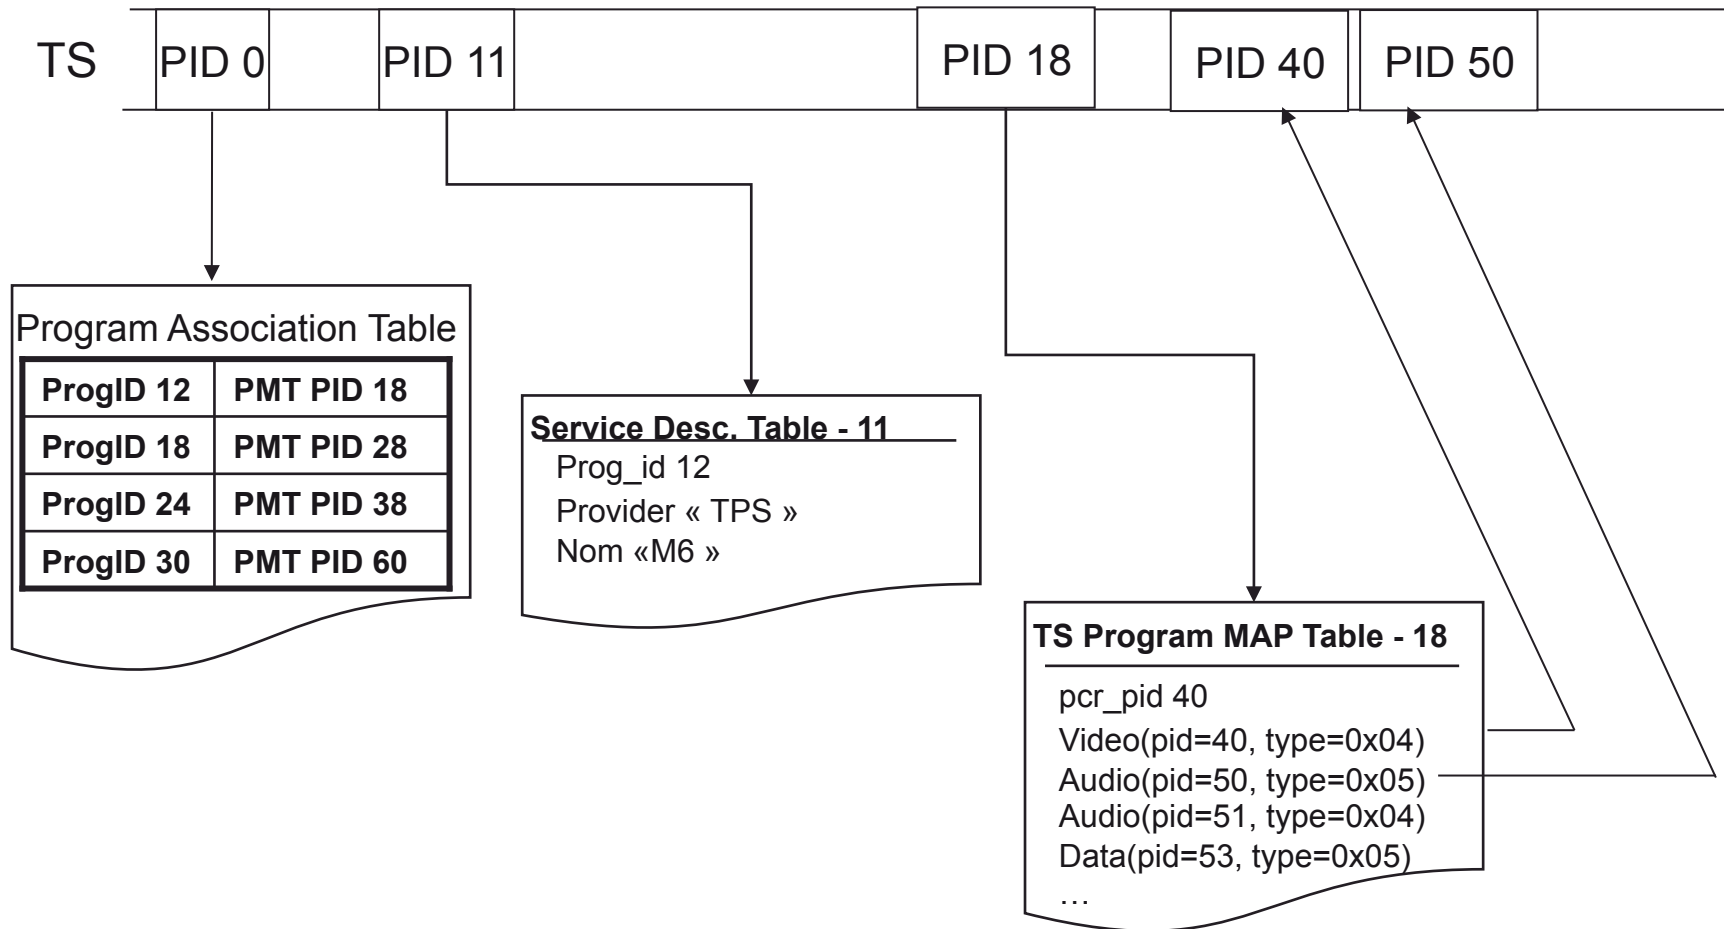 TS PID 0 PID 11 PID 18 PID 40 PID 50
Program Association Table
ProgID 12 PMT PID 18
ProgID 18 PMT PID 28
ProgID 24 PMT PID 38
ProgID 30 PMT PID 60
Service Desc. Table - 11
Prog_id 12
Provider « TPS »
Nom «M6 »
TS Program MAP Table - 18
pcr_pid 40
Video(pid=40, type=0x04)
Audio(pid=50, type=0x05)
Audio(pid=51, type=0x04)
Data(pid=53, type=0x05)
…